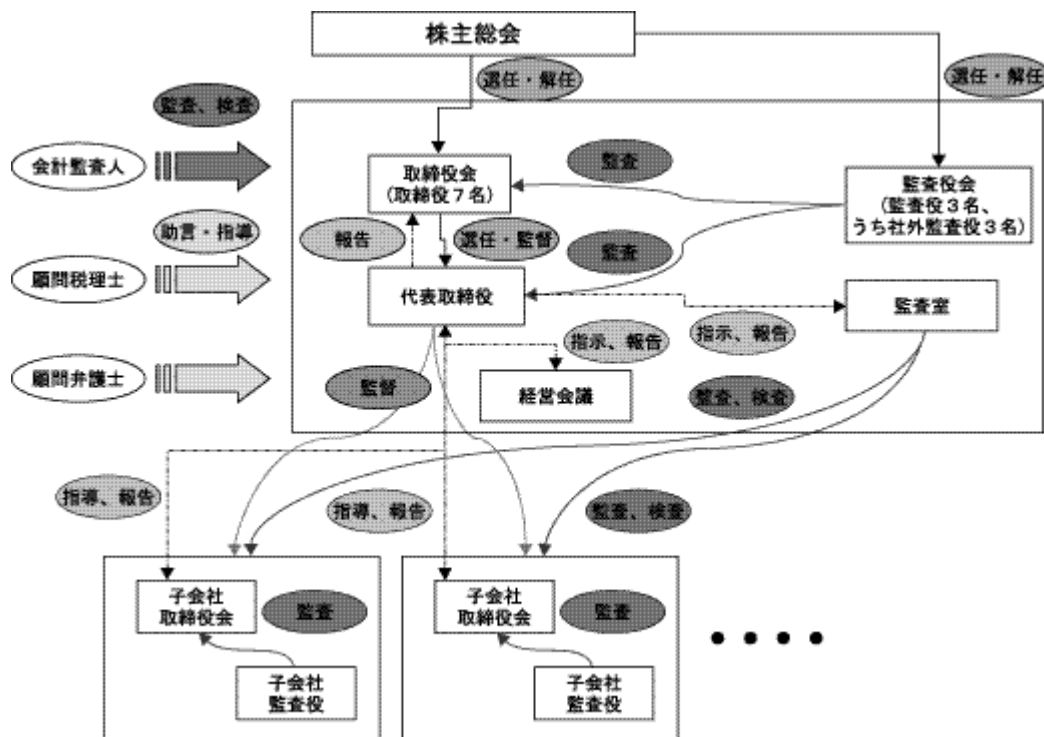 株主総会
選任・解任
選任・解任
監査、検査
会計監査人
取締役会
(取締役7名)
監査
監査役会
(監査役3名、
うち社外監査役3名)
助言・指導
報告
選任・監督
監査
顧問税理士
代表取締役
監査室
指示、報告
指示、報告
顧問弁護士
監督
経営会議
監査、検査
指導、報告
指導、報告
監査、検査
子会社
取締役会
監査
子会社
監査役
子会社
取締役会
監査
子会社
監査役